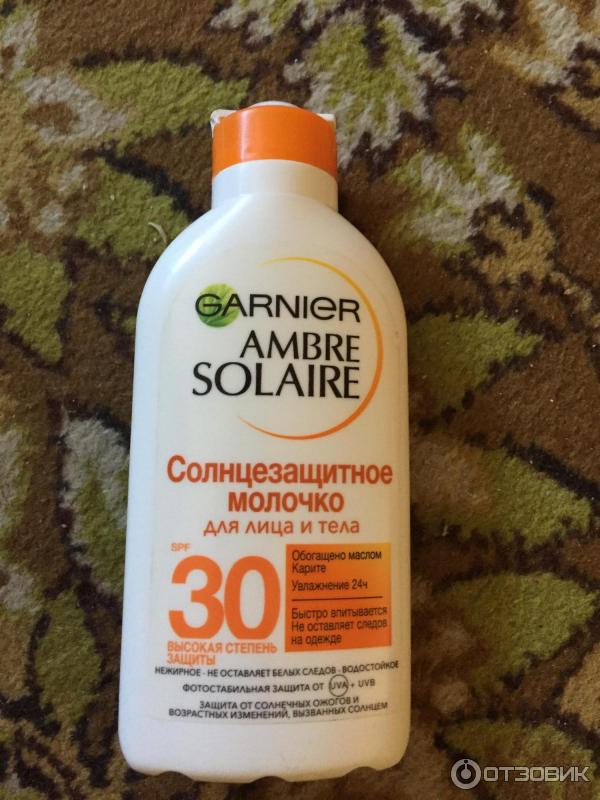 GARNIER
AMBRE
SOLAIRE
Солнцезащитное
молочко
для лица и тела
SPF
30
ВЫСОКАЯ СТЕПЕНЬ
ЗАЩИТЫ
Обогащено маслом
Карите
Увлажнение 24ч
Быстро впитывается
Не оставляет следов
на одежде
НЕЖИРНОЕ - НЕ ОСТАВЛЯЕТ БЕЛЫХ СЛЕДОВ - ВОДОСТОЙКОЕ
ФОТОСТАБИЛЬНАЯ ЗАЩИТА ОТ UVA + UVB
ЗАЩИТА ОТ СОЛНЕЧНЫХ ОЖОГОВ И
ВОЗРАСТНЫХ ИЗМЕНЕНИЙ, ВЫЗВАННЫХ СОЛНЦЕМ
ОТЗОВИК